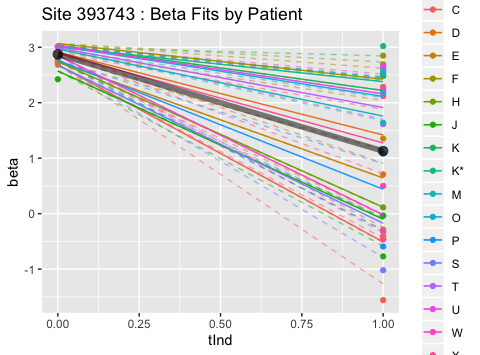 Site 393743 : Beta Fits by Patient
3
2
1
0
-1
beta
0.00 0.25 0.50 0.75 1.00
tInd
C
D
E
F
H
J
K
K*
M
O
P
S
T
U
W